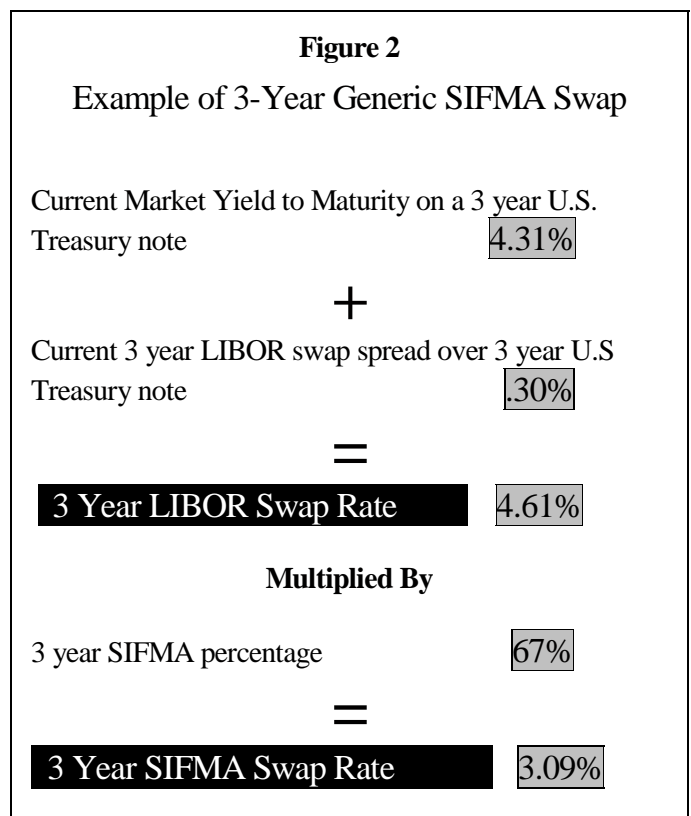 Figure 2
Example of 3-Year Generic SIFMA Swap
Current Market Yield to Maturity on a 3 year U.S.
Treasury note 4.31%
+
Current 3 year LIBOR swap spread over 3 year U.S
Treasury note .30%
=
3 Year LIBOR Swap Rate 4.61%
Multiplied By
3 year SIFMA percentage 67%
=
3 Year SIFMA Swap Rate 3.09%